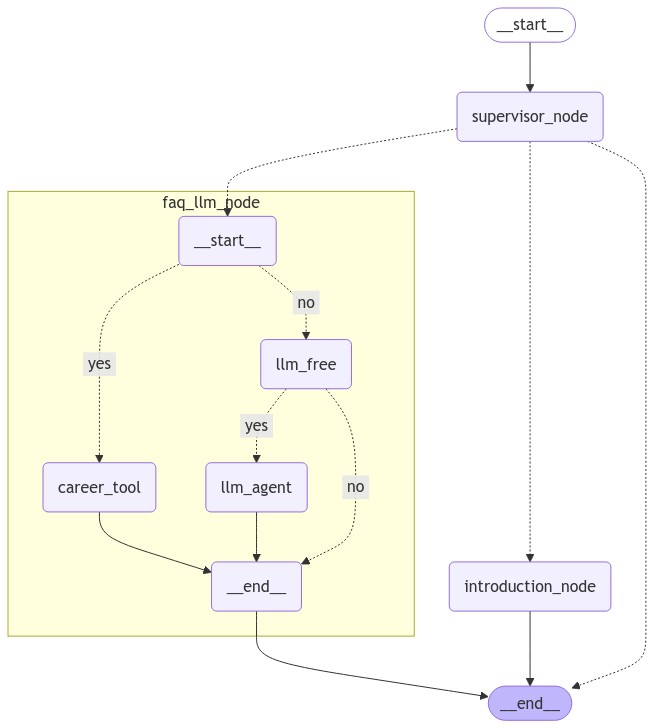 __start__
supervisor_node
faq_llm_node
__start__
no
yes
llm_free
yes
no
career_tool
llm_agent
__end__
introduction_node
__end__